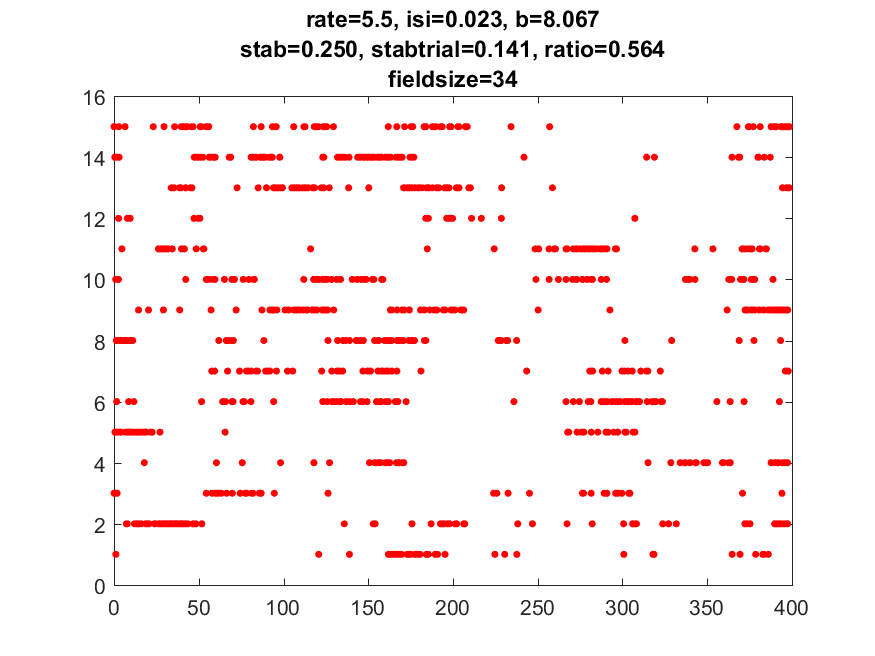 rate=5.5, isi=0.023, b=8.067
stab=0.250, stabtrial=0.141, ratio=0.564
fieldsize=34
16
14
12
10
8
6
4
2
0
0 50 100 150 200 250 300 350 400